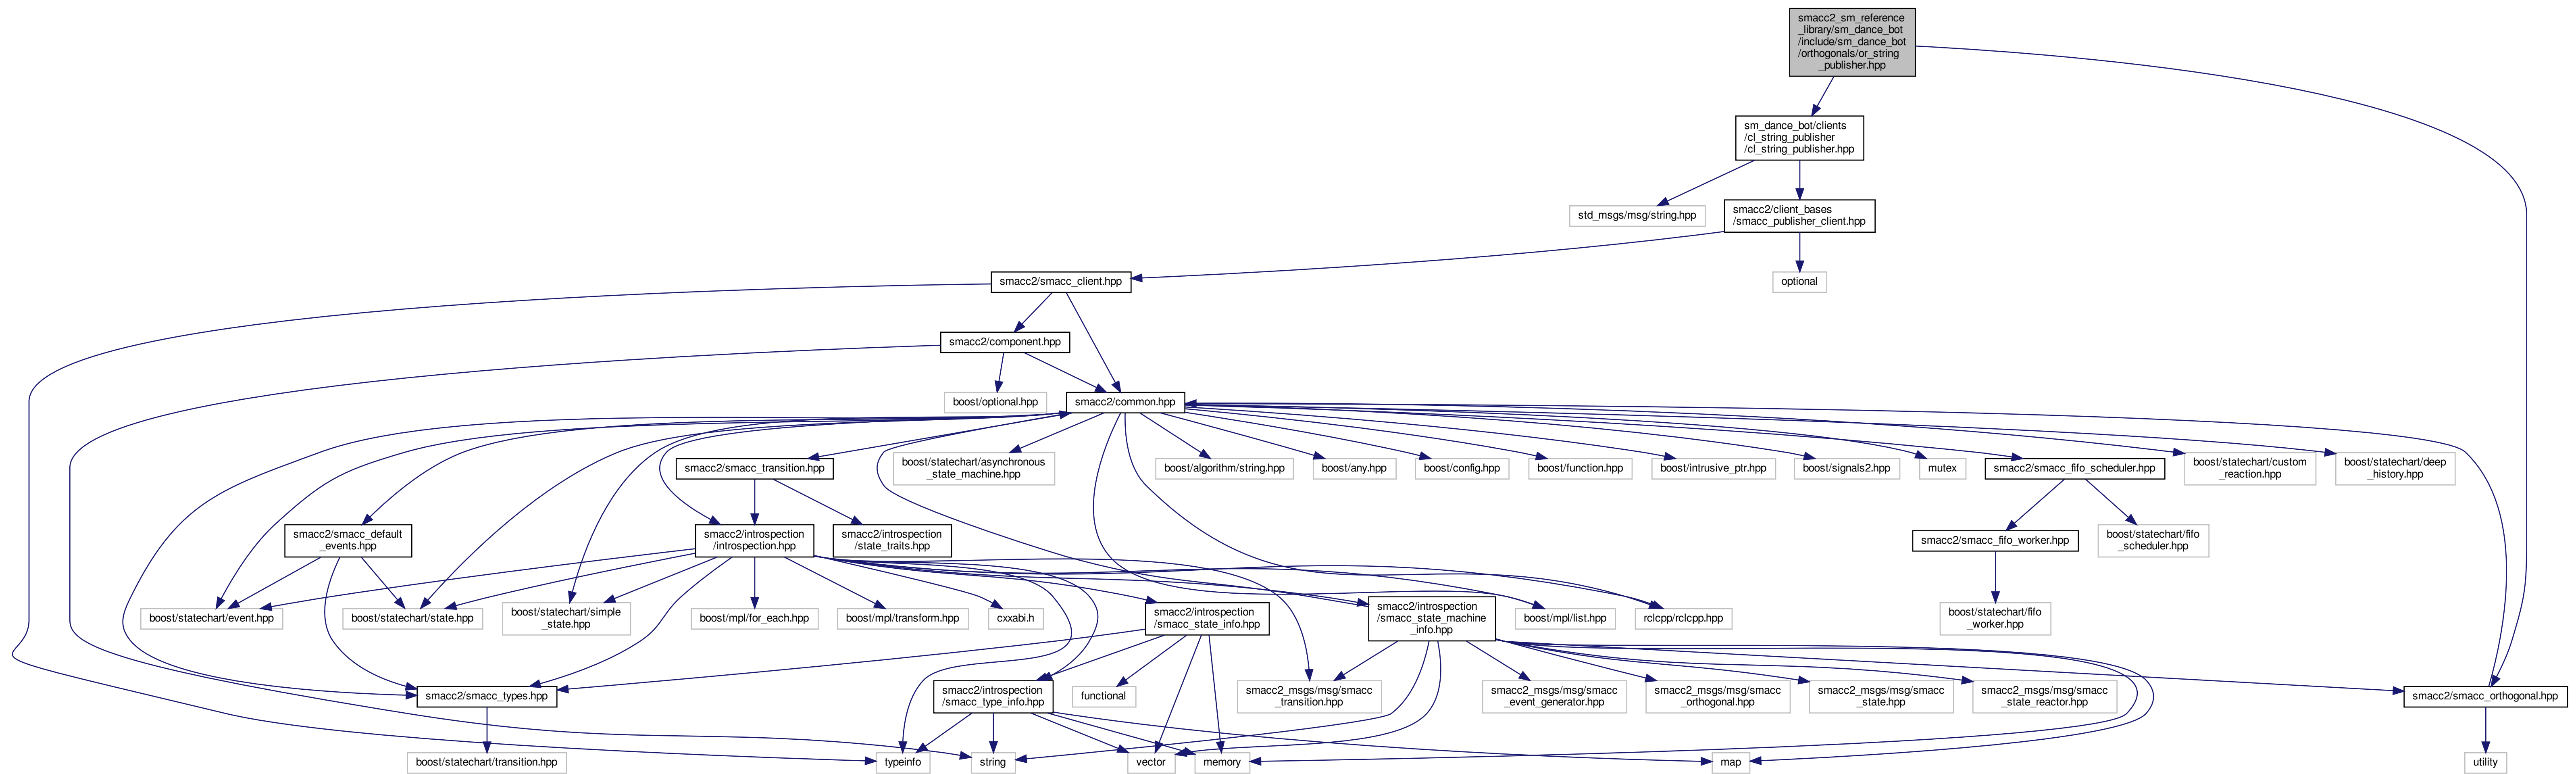 smacc2_sm_reference
_library/sm_dance_bot
/include/sm_dance_bot
/orthogonals/or_string
_publisher.hpp
sm_dance_bot/clients
/cl_string_publisher
/cl_string_publisher.hpp
std_msgs/msg/string.hpp
smacc2/client_bases
/smacc_publisher_client.hpp
smacc2/smacc_client.hpp
optional
smacc2/component.hpp
boost/optional.hpp
smacc2/common.hpp
smacc2/smacc_transition.hpp
boost/statechart/asynchronous
_state_machine.hpp
boost/algorithm/string.hpp
boost/any.hpp
boost/config.hpp
boost/function.hpp
boost/intrusive_ptr.hpp
boost/signals2.hpp
mutex
smacc2/smacc_fifo_scheduler.hpp
boost/statechart/custom
_reaction.hpp
boost/statechart/deep
_history.hpp
smacc2/smacc_default
_events.hpp
smacc2/introspection
/introspection.hpp
smacc2/introspection
/state_traits.hpp
smacc2/smacc_fifo_worker.hpp
boost/statechart/fifo
_scheduler.hpp
boost/statechart/event.hpp
boost/statechart/state.hpp
boost/statechart/simple
_state.hpp
boost/mpl/for_each.hpp
boost/mpl/transform.hpp
cxxabi.h
smacc2/introspection
/smacc_state_info.hpp
smacc2/introspection
/smacc_state_machine
_info.hpp
boost/mpl/list.hpp
rclcpp/rclcpp.hpp
boost/statechart/fifo
_worker.hpp
smacc2/smacc_types.hpp
smacc2/introspection
/smacc_type_info.hpp
functional
smacc2_msgs/msg/smacc
_transition.hpp
smacc2_msgs/msg/smacc
_event_generator.hpp
smacc2_msgs/msg/smacc
_orthogonal.hpp
smacc2_msgs/msg/smacc
_state.hpp
smacc2_msgs/msg/smacc
_state_reactor.hpp
smacc2/smacc_orthogonal.hpp
boost/statechart/transition.hpp
typeinfo
string
vector
memory
map
utility